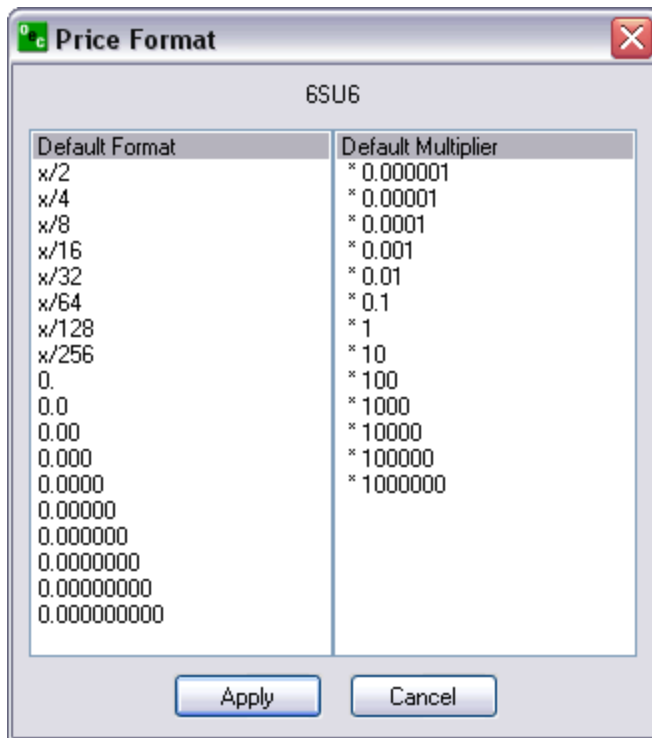 Oec Price Format
6SU6
Default Format
x/2
x/4
x/8
x/16
x/32
x/64
x/128
x/256
0.
0.0
0.00
0.000
0.0000
0.00000
0.000000
0.0000000
0.00000000
0.000000000
Default Multiplier
* 0.000001
* 0.00001
* 0.0001
* 0.001
* 0.01
* 0.1
* 1
* 10
* 100
* 1000
* 10000
* 100000
* 1000000
Apply
Cancel